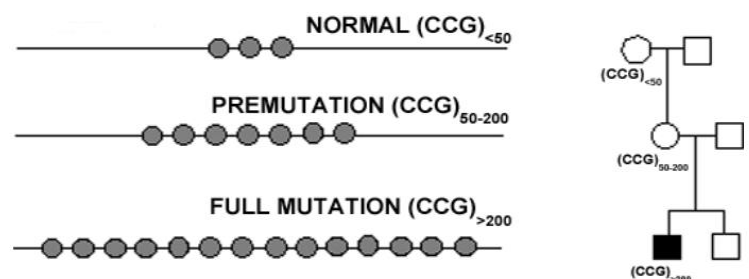 NORMAL (CCG)<50
PREMUTATION (CCG)50-200
FULL MUTATION (CCG)>200
(CCG)<50
(CCG)50-200
(CCG)>200